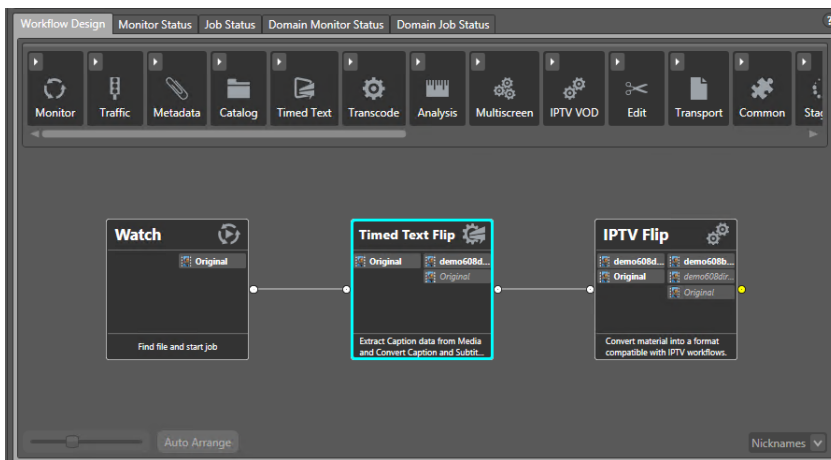 Workflow Design Monitor Status Job Status Domain Monitor Status Domain Job Status
Monitor Traffic Metadata Catalog Timed Text Transcode Analysis Multiscreen IPTV VOD Edit Transport Common Stag
Watch
Original
Find file and start job
Timed Text Flip
Original demo608d...
Original
Extract Caption data from Media
and Convert Caption and Subtit...
IPTV Flip
demo608d... demo608b...
Original demo608dir...
Original
Convert material into a format
compatible with IPTV workflows.
Auto Arrange
Nicknames